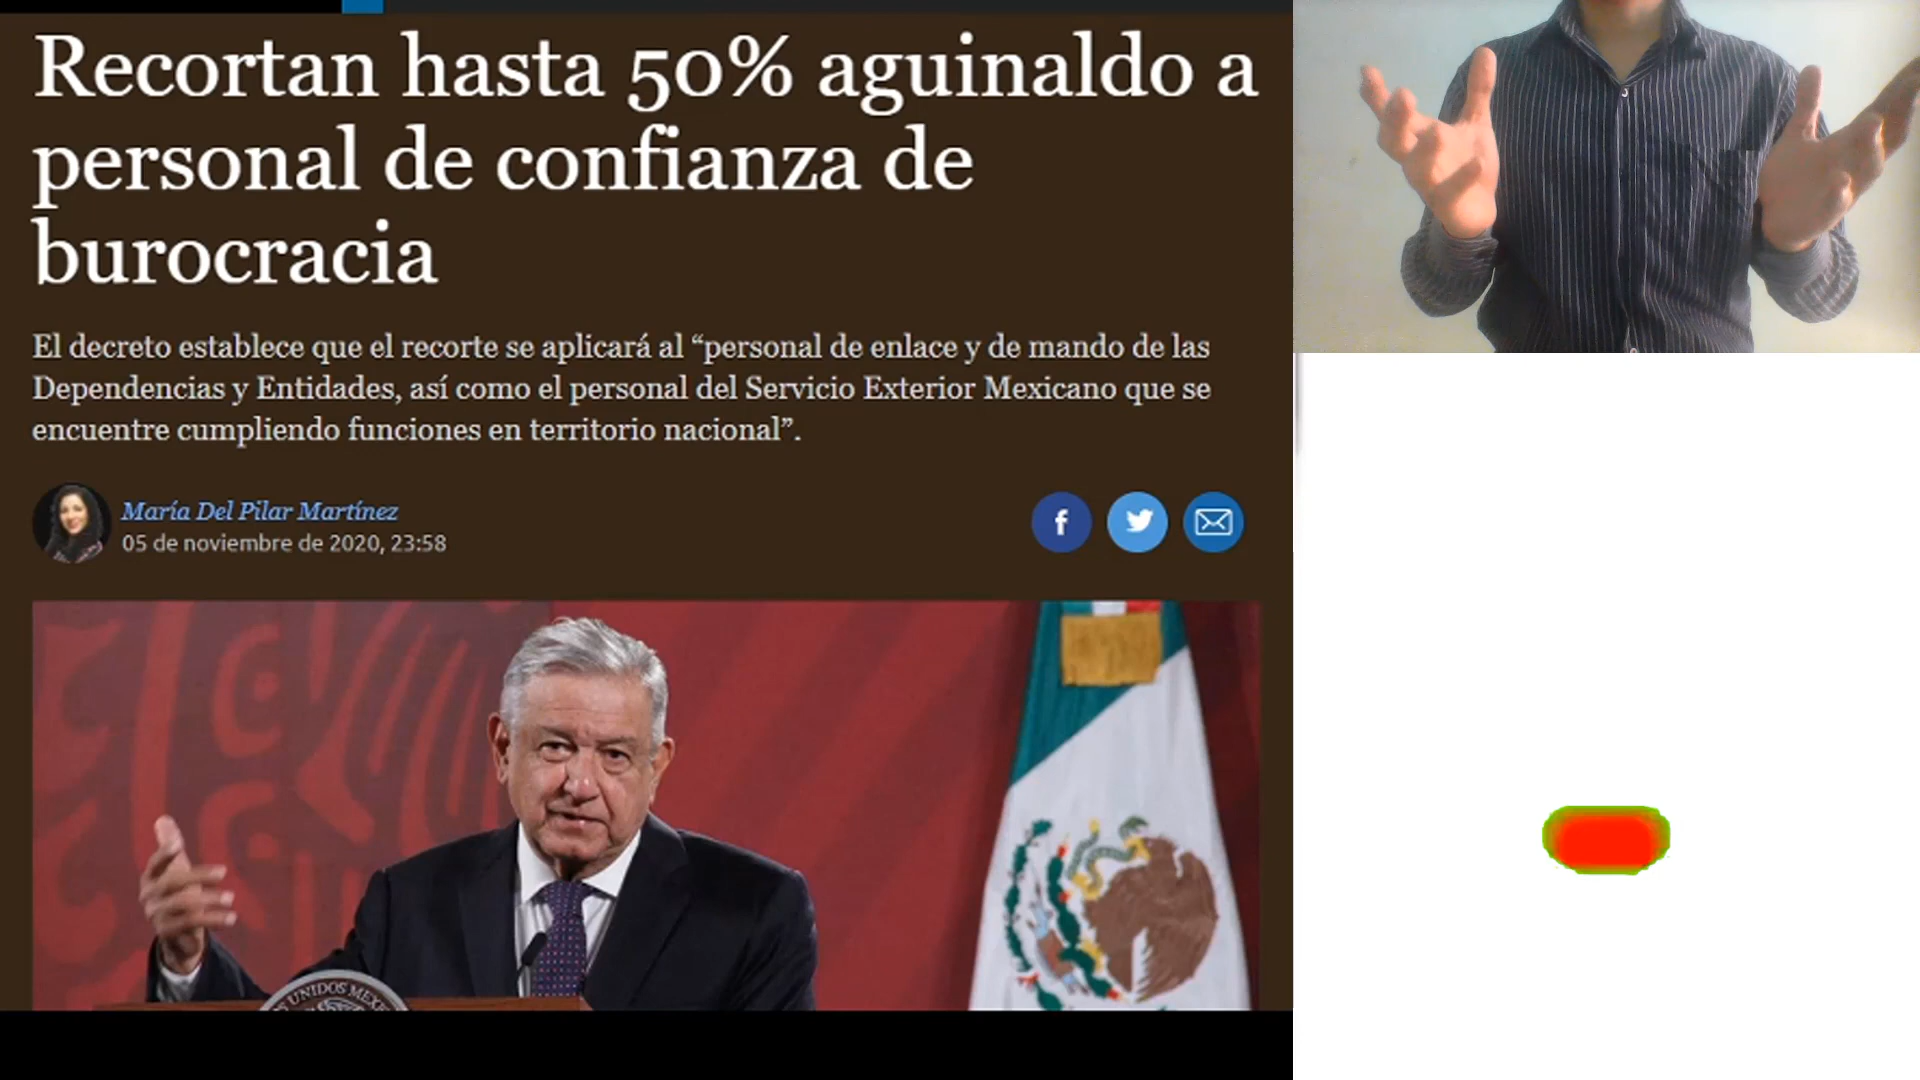 Recortan hasta 50% aguinaldo a
personal de confianza de
burocracia
El decreto establece que el recorte se aplicará al “personal de enlace y de mando de las
Dependencias y Entidades, así como el personal del Servicio Exterior Mexicano que se
encuentre cumpliendo funciones en territorio nacional”.
María Del Pilar Martínez
05 de noviembre de 2020, 23:58
f
UNIDOS MEXI